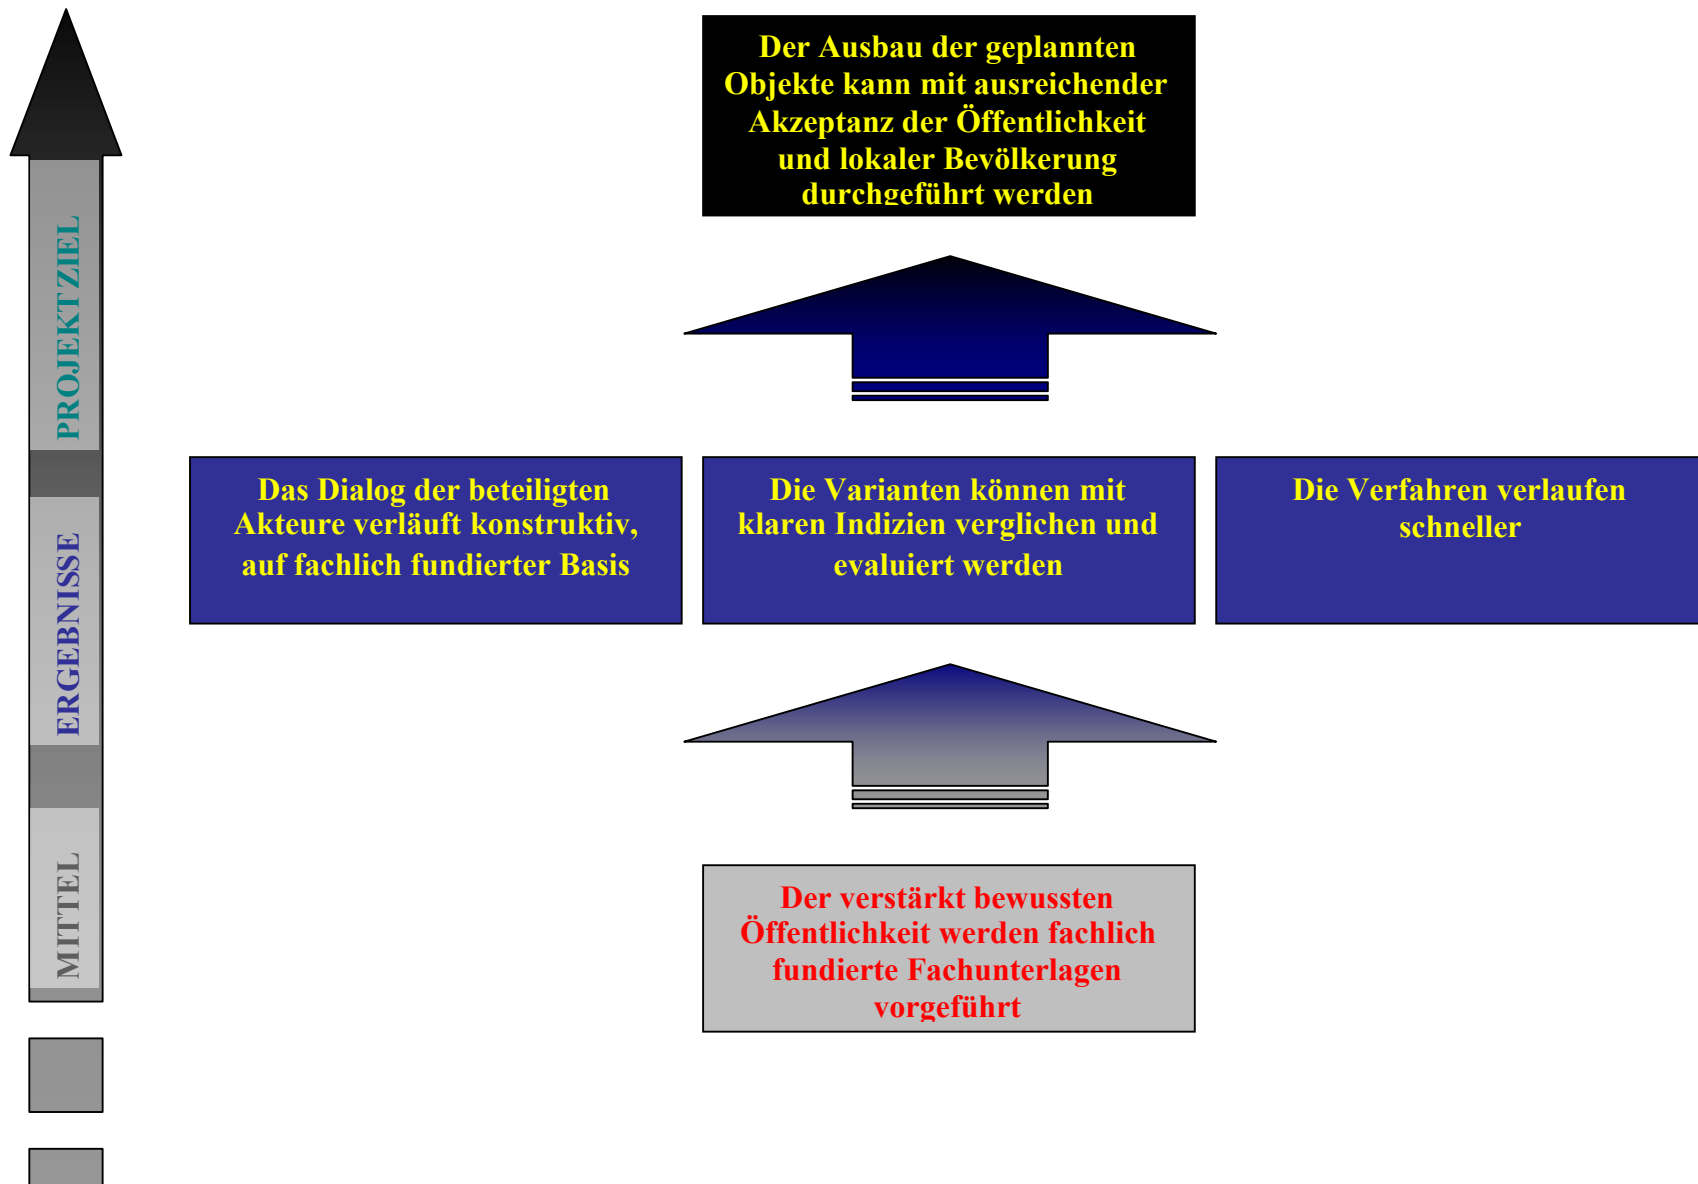 Der Ausbau der geplannten
Objekte kann mit ausreichender
Akzeptanz der Öffentlichkeit
und lokaler Bevölkerung
durchgeführt werden
PROJEKTZIEL
Das Dialog der beteiligten
Akteure verläuft konstruktiv,
auf fachlich fundierter Basis
Die Varianten können mit
klaren Indizien verglichen und
evaluiert werden
Die Verfahren verlaufen
schneller
ERGEBNISSE
Der verstärkt bewussten
Öffentlichkeit werden fachlich
fundierte Fachunterlagen
vorgeführt
MITTEL